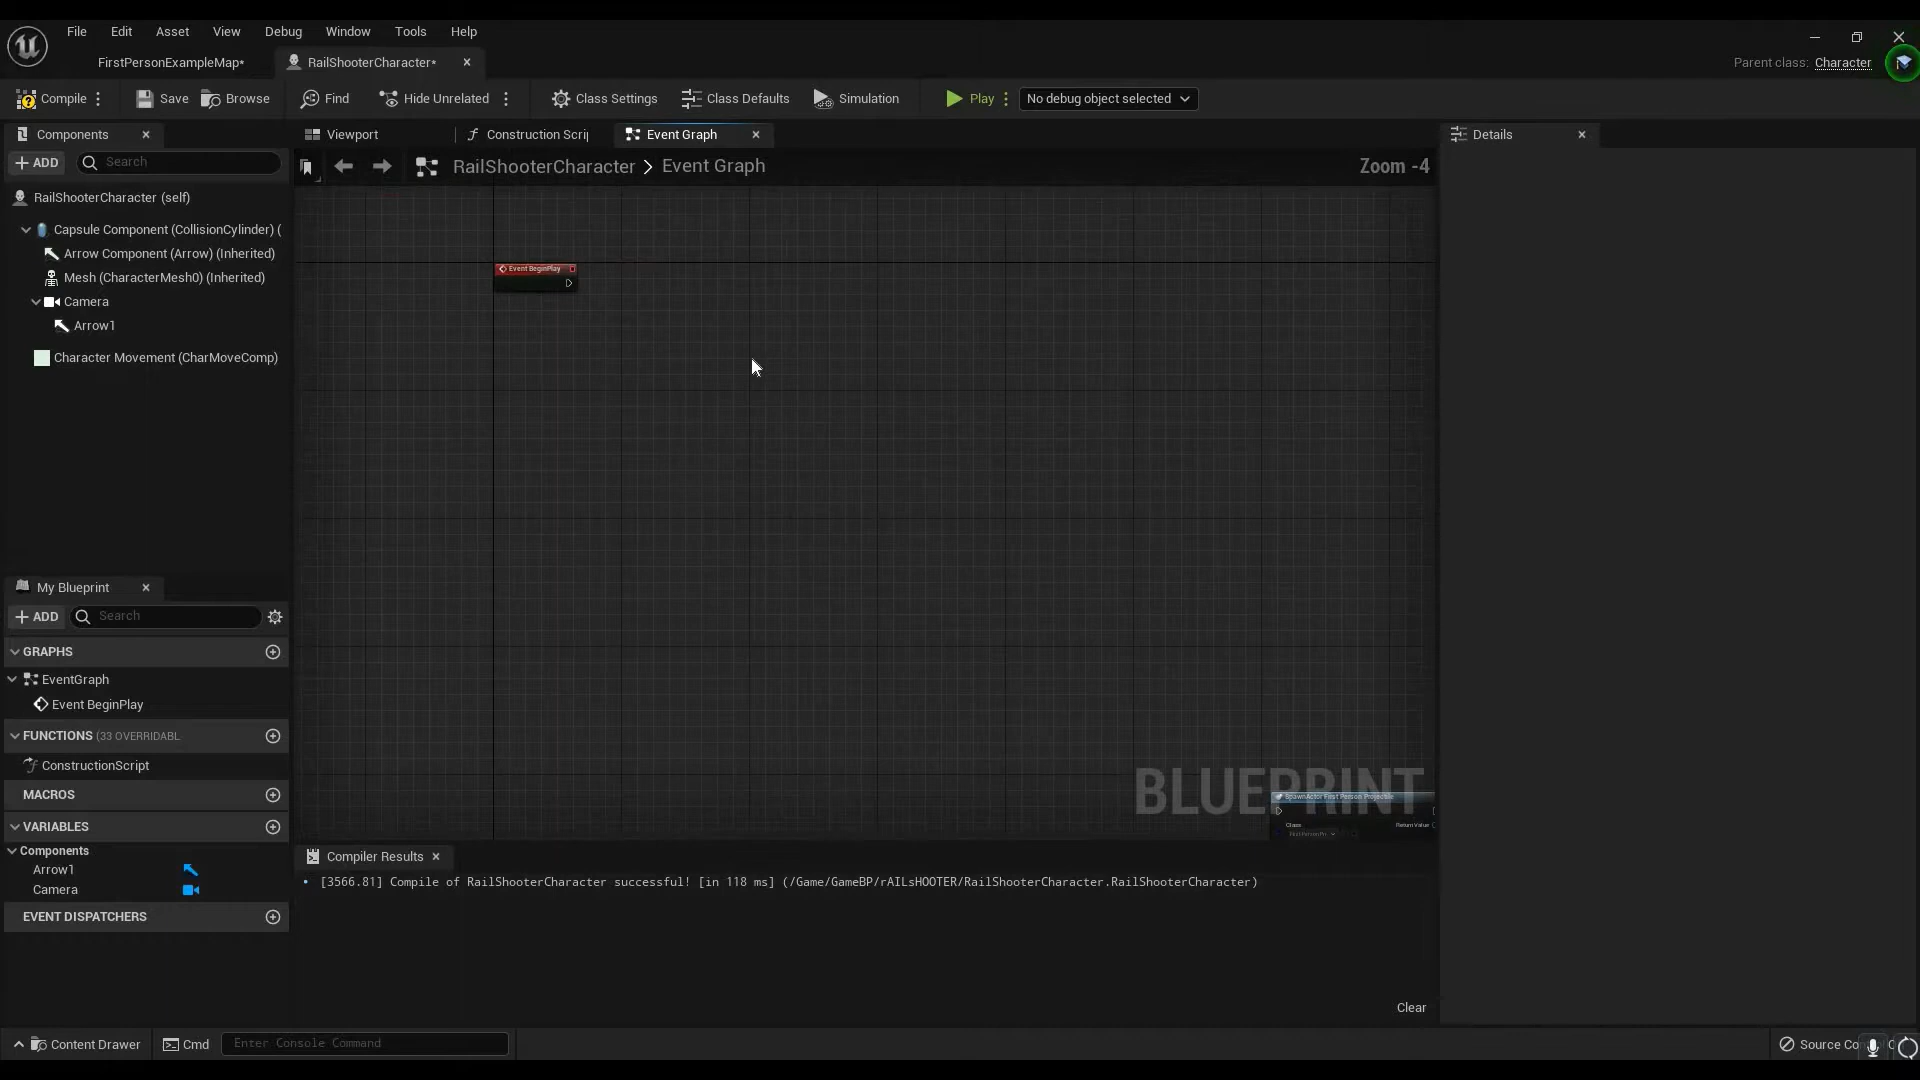 File Edit Asset View Debug Window Tools Help
FirstPersonExampleMap*
RailShooterCharacter*
Parent class: Character
Compile
Save
Browse
Find
Hide Unrelated
Class Settings
Class Defaults
Simulation
Play
No debug object selected
Components
Viewport
Construction Scri
Event Graph
Details
ADD
Search
RailShooterCharacter > Event Graph
Zoom -4
RailShooterCharacter (self)
Capsule Component (CollisionCylinder) (
Arrow Component (Arrow) (Inherited)
Mesh (CharacterMesh0) (Inherited)
Camera
Arrow1
Character Movement (CharMoveComp)
Event BeginPlay
My Blueprint
ADD
Search
GRAPHS
EventGraph
Event BeginPlay
FUNCTIONS (33 OVERRIDABL
ConstructionScript
MACROS
VARIABLES
Components
Arrow1
Camera
EVENT DISPATCHERS
BLUEPRINT
SpawnActor First Person Projectile
Class
Return Value
Compiler Results
[3566.81] Compile of RailShooterCharacter successful! [in 118 ms] (/Game/GameBP/rAILsHOOTER/RailShooterCharacter.RailShooterCharacter)
Clear
Content Drawer
Cmd
Enter Console Command
Source Co